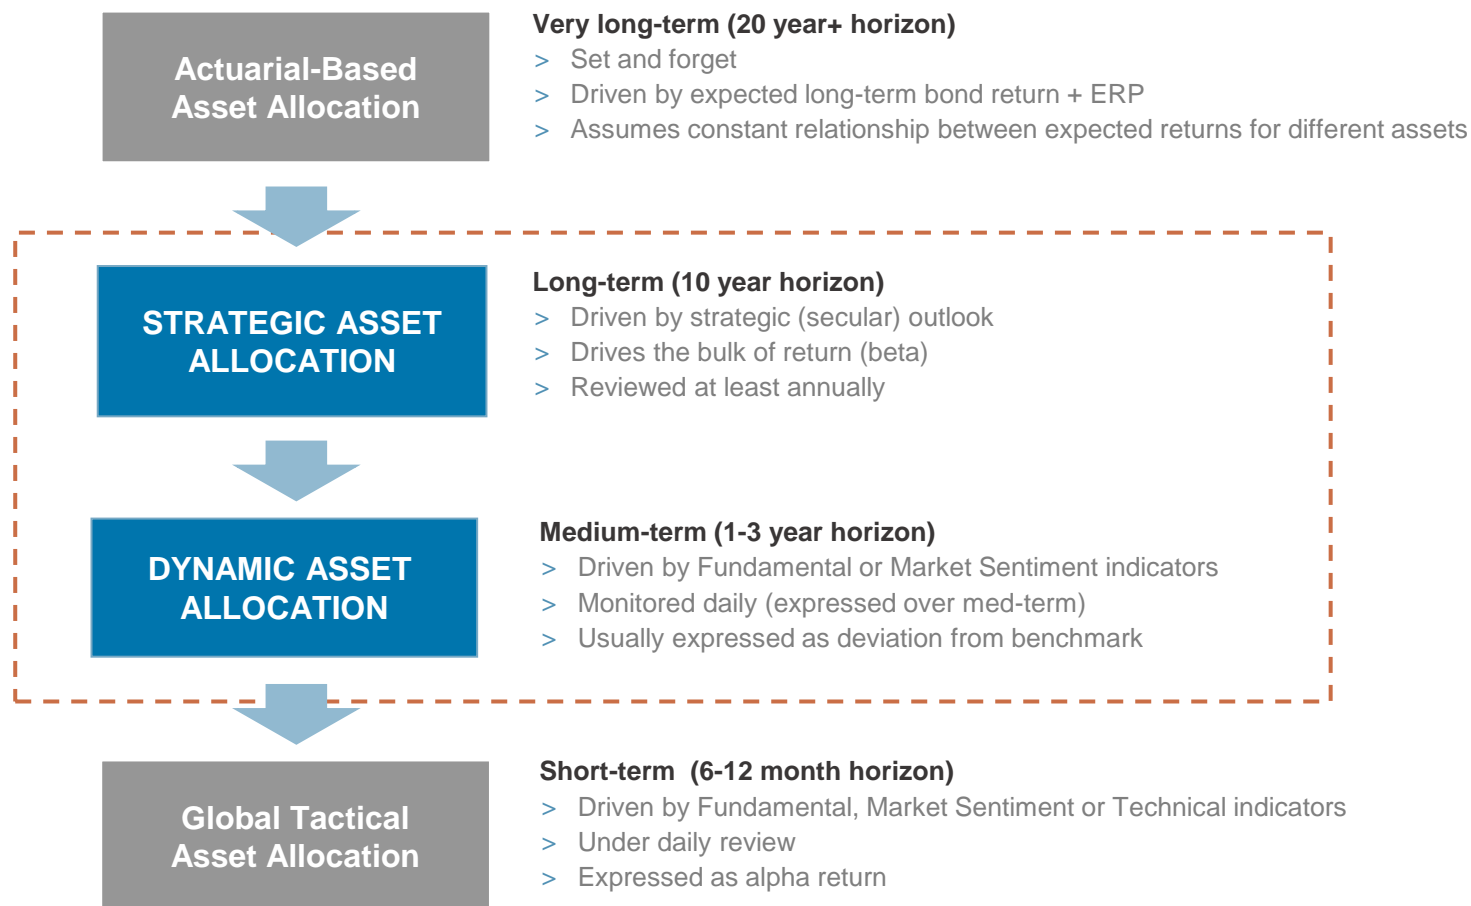 Actuarial-Based
Asset Allocation
Very long-term (20 year+ horizon)
> Set and forget
> Driven by expected long-term bond return + ERP
> Assumes constant relationship between expected returns for different assets
STRATEGIC ASSET
ALLOCATION
Long-term (10 year horizon)
> Driven by strategic (secular) outlook
> Drives the bulk of return (beta)
> Reviewed at least annually
DYNAMIC ASSET
ALLOCATION
Medium-term (1-3 year horizon)
> Driven by Fundamental or Market Sentiment indicators
> Monitored daily (expressed over med-term)
> Usually expressed as deviation from benchmark
Global Tactical
Asset Allocation
Short-term  (6-12 month horizon)
> Driven by Fundamental, Market Sentiment or Technical indicators
> Under daily review
> Expressed as alpha return